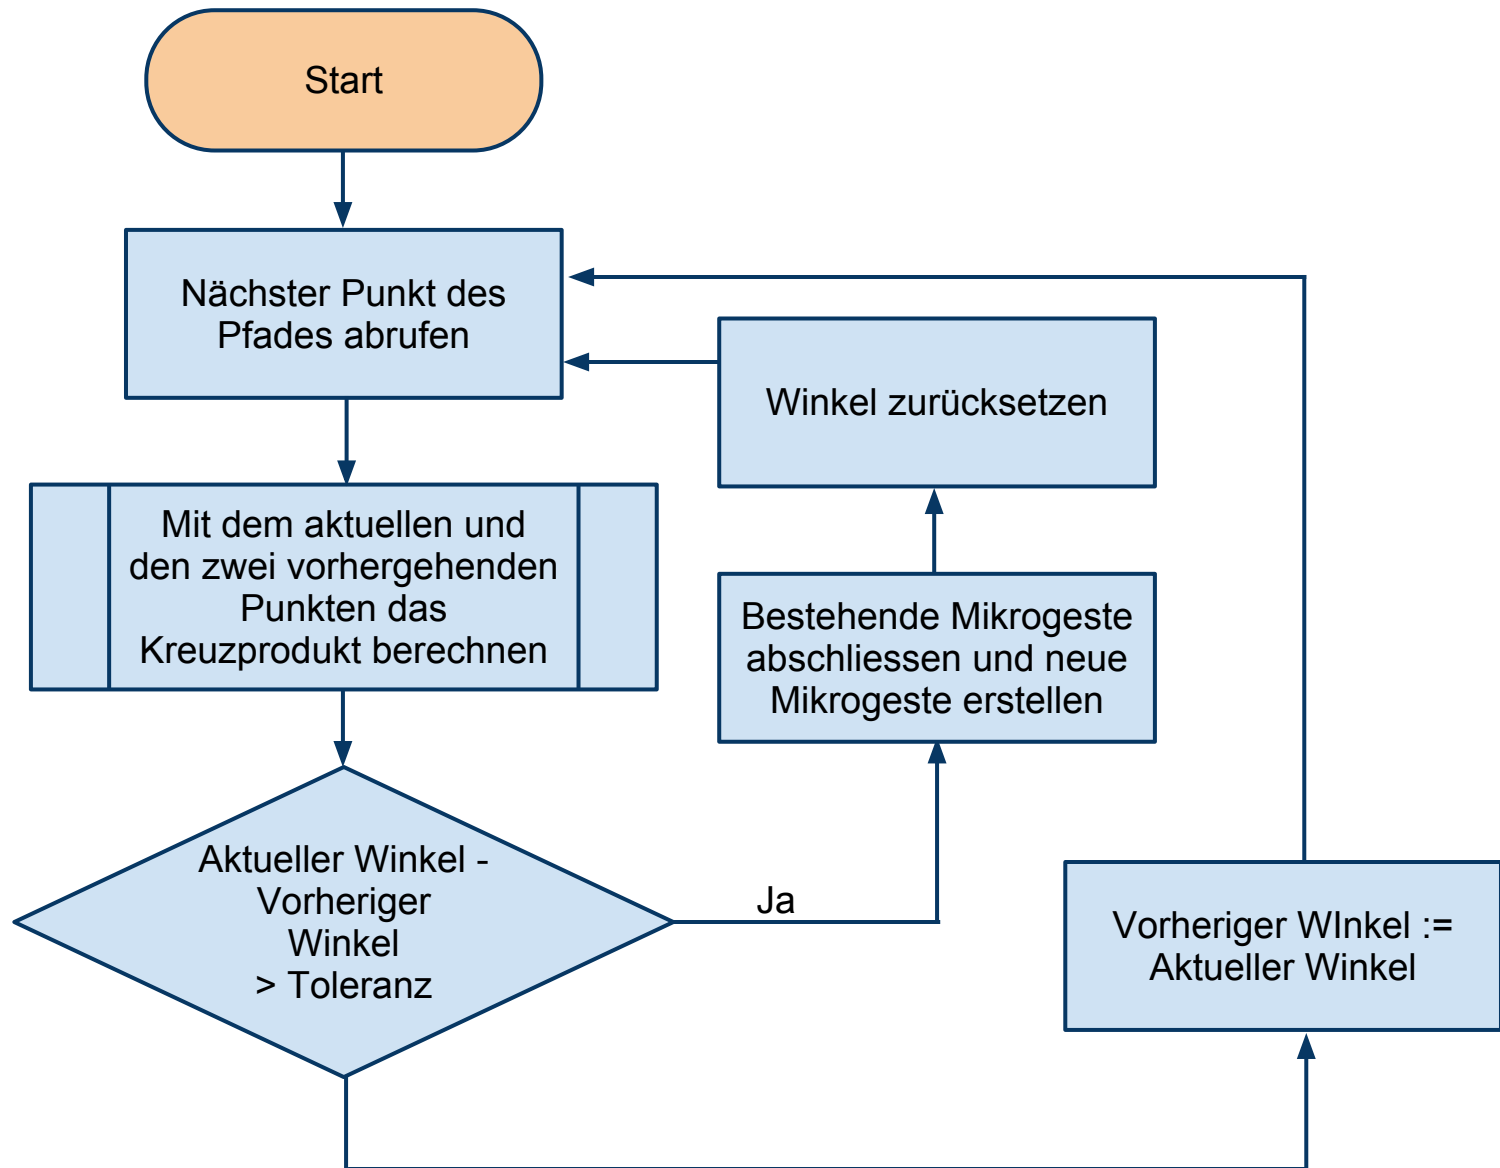 Start
Nächster Punkt des
Pfades abrufen
Winkel zurücksetzen
Mit dem aktuellen und
den zwei vorhergehenden
Punkten das
Kreuzprodukt berechnen
Bestehende Mikrogeste
abschliessen und neue
Mikrogeste erstellen
Aktueller Winkel -
Vorheriger
Winkel
> Toleranz
Ja
Vorheriger WInkel :=
Aktueller Winkel